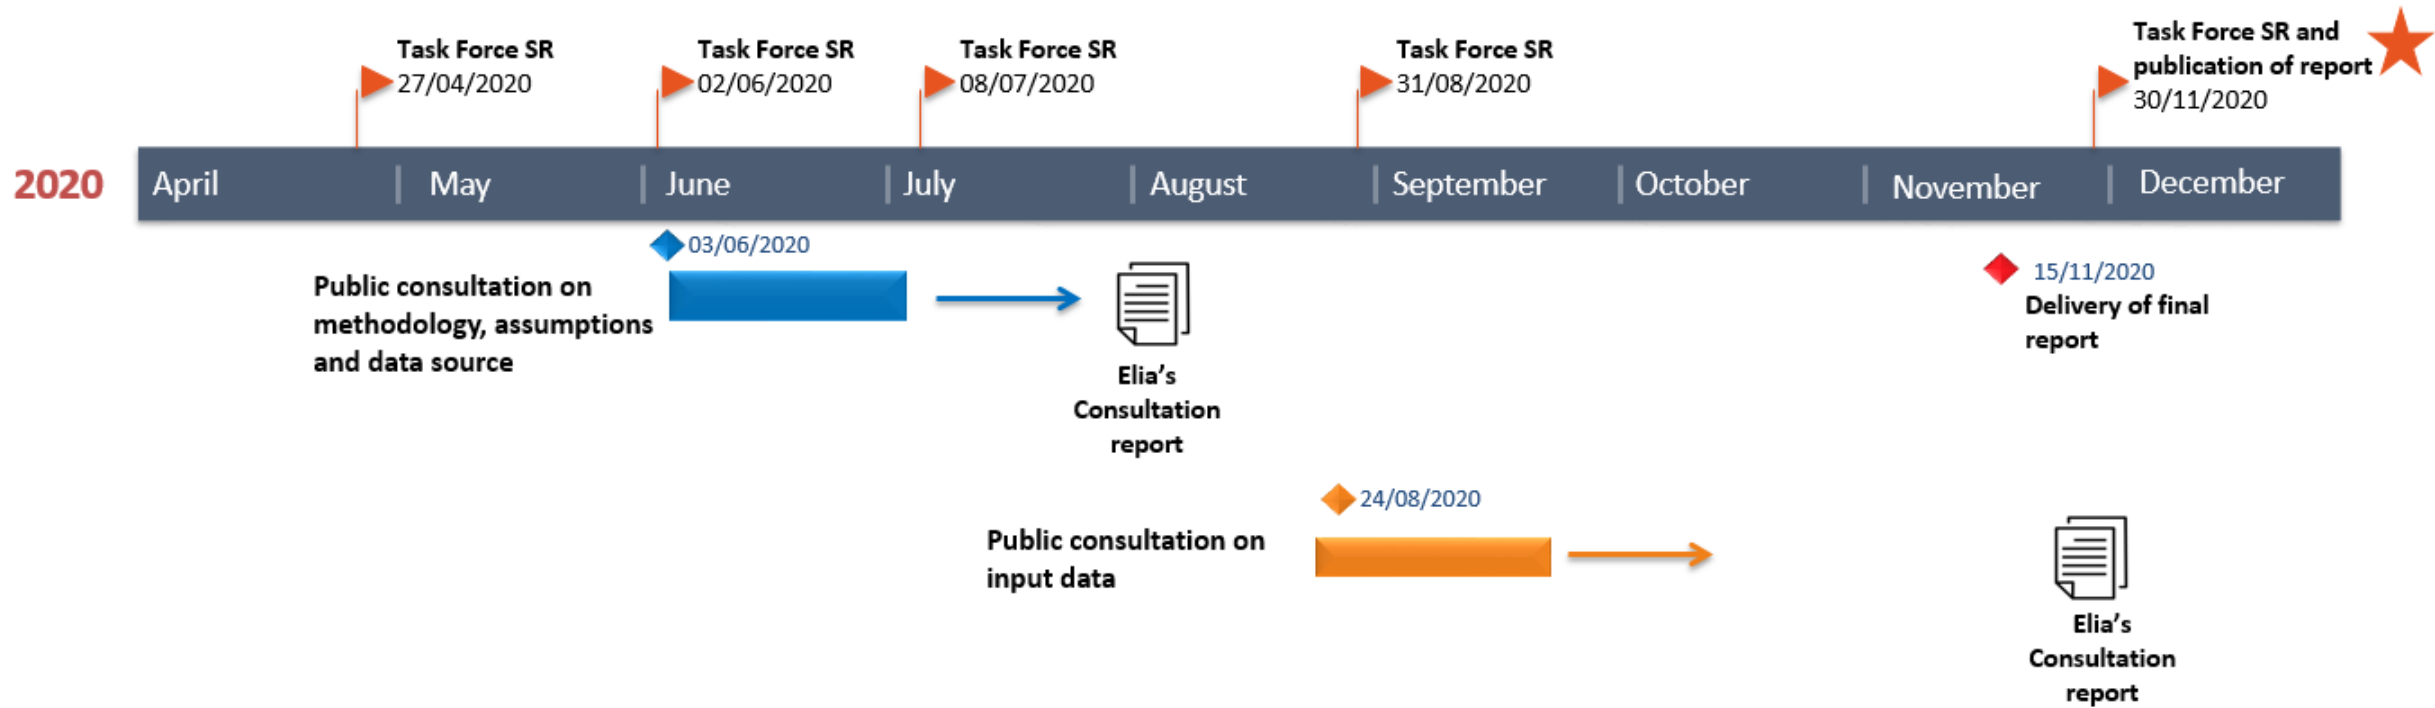 Task Force SR
27/04/2020
Task Force SR
02/06/2020
Task Force SR
08/07/2020
Task Force SR
31/08/2020
Task Force SR and
publication of report
30/11/2020
2020
April
May
June
July
August
September
October
November
December
03/06/2020
Public consultation on
methodology, assumptions
and data source
Elia’s
Consultation
report
15/11/2020
Delivery of final
report
24/08/2020
Public consultation on
input data
Elia’s
Consultation
report